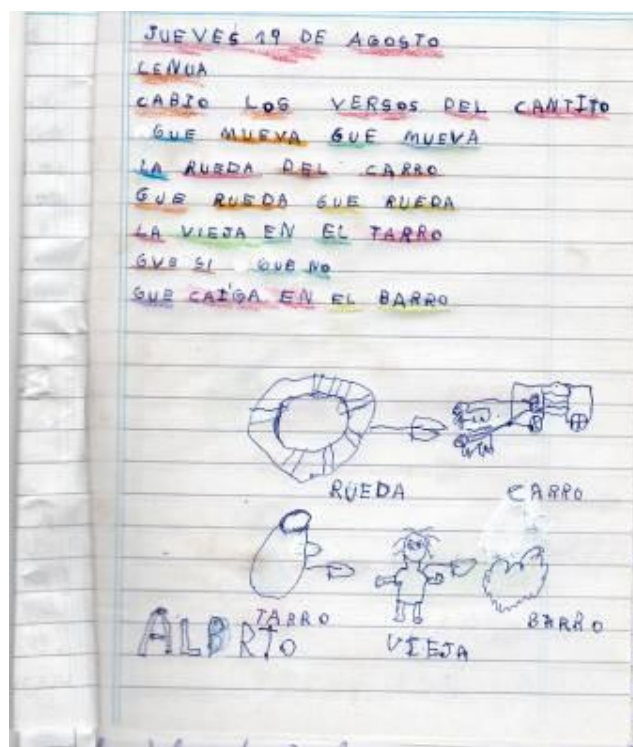 JUEVES 19 DE AGOSTO
LENUA
CABIO LOS VERSOS DEL CANTITO
GUE MUEVA GUE MUEVA
LA RUEDA DEL CARRO
GUE RUEDA GUE RUEDA
LA VIEJA EN EL TARRO
GUE SI GUE NO
GUE CAIGA EN EL BARRO
RUEDA CARRO
TARRO VIEJA BARRO
ALBRTO